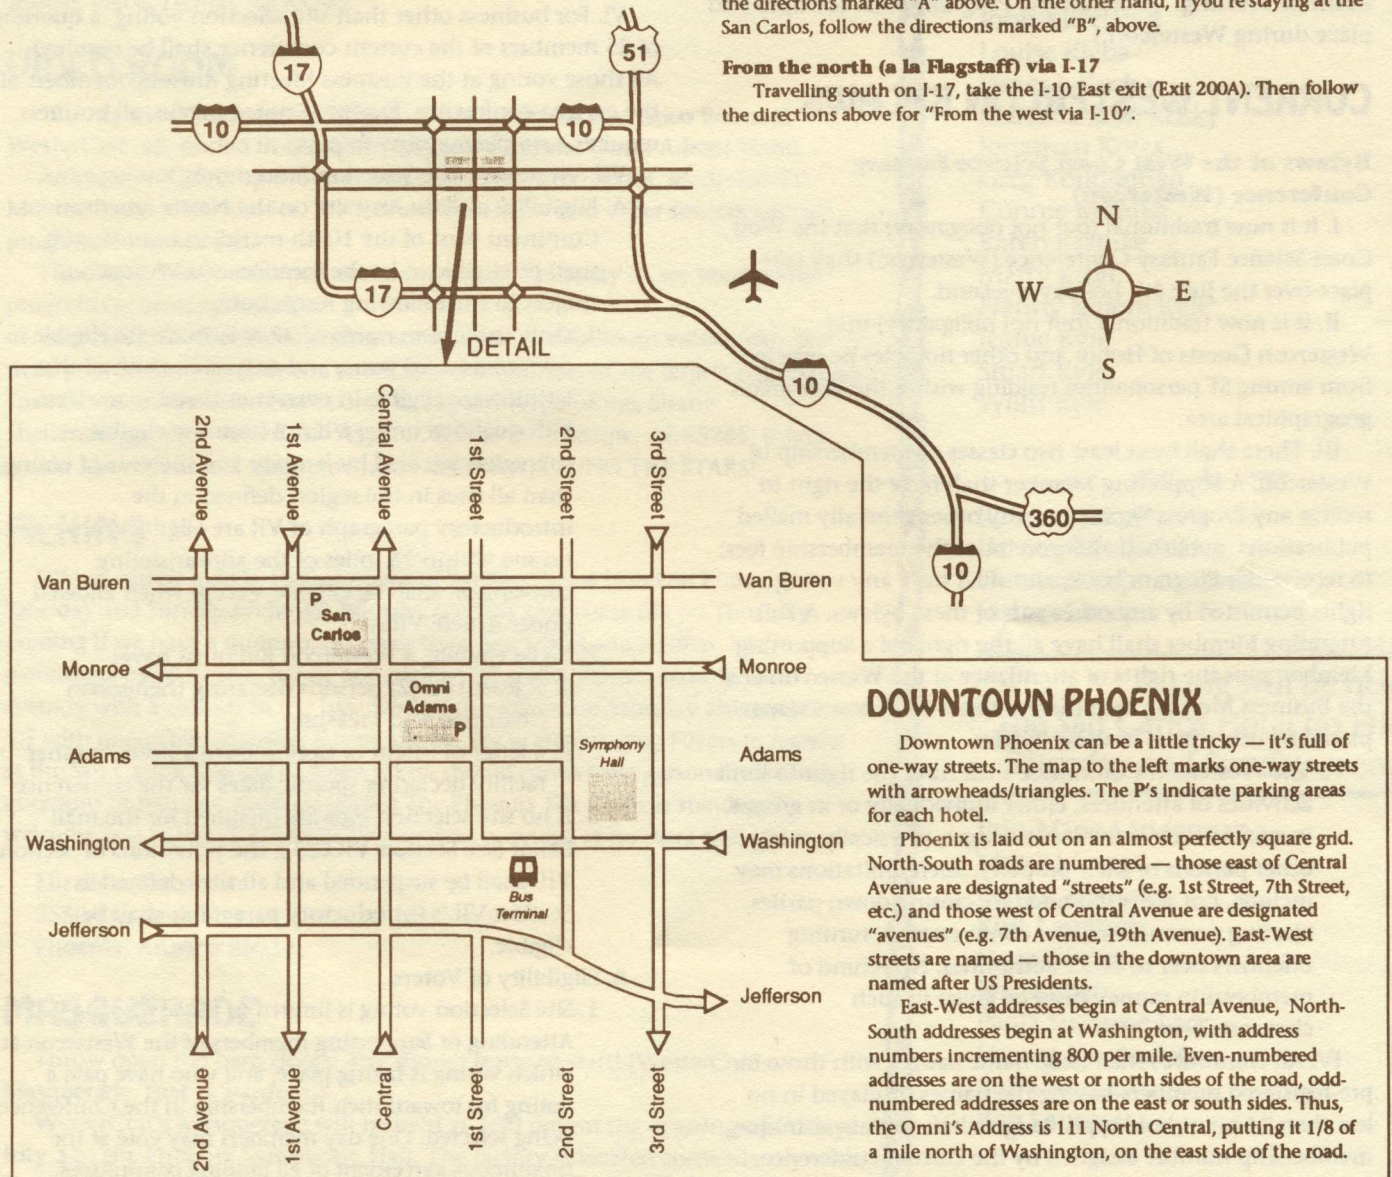 the directions marked "A" above. On the other hand, if you're staying at the
San Carlos, follow the directions marked "B", above.
From the north (a la Flagstaff) via I-17
Travelling south on I-17, take the I-10 East exit (Exit 200A). Then follow
the directions above for "From the west via I-10".
17
51
10
10
17
10
360
10
N
W
E
S
DETAIL
2nd Avenue
1st Avenue
Central Avenue
1st Street
2nd Street
3rd Street
Van Buren
Van Buren
P
San
Carlos
Monroe
Monroe
Omni
Adams
P
Symphony
Hall
Adams
Adams
Washington
Washington
Bus
Terminal
Jefferson
Jefferson
2nd Avenue
1st Avenue
Central
1st Street
2nd Street
3rd Street
DOWNTOWN PHOENIX
Downtown Phoenix can be a little tricky — it's full of
one-way streets. The map to the left marks one-way streets
with arrowheads/triangles. The P's indicate parking areas
for each hotel.
Phoenix is laid out on an almost perfectly square grid.
North-South roads are numbered — those east of Central
Avenue are designated "streets" (e.g. 1st Street, 7th Street,
etc.) and those west of Central Avenue are designated
"avenues" (e.g. 7th Avenue, 19th Avenue). East-West
streets are named — those in the downtown area are
named after US Presidents.
East-West addresses begin at Central Avenue, North-
South addresses begin at Washington, with address
numbers incrementing 800 per mile. Even-numbered
addresses are on the west or north sides of the road, odd-
numbered addresses are on the east or south sides. Thus,
the Omni's Address is 111 North Central, putting it 1/8 of
a mile north of Washington, on the east side of the road.